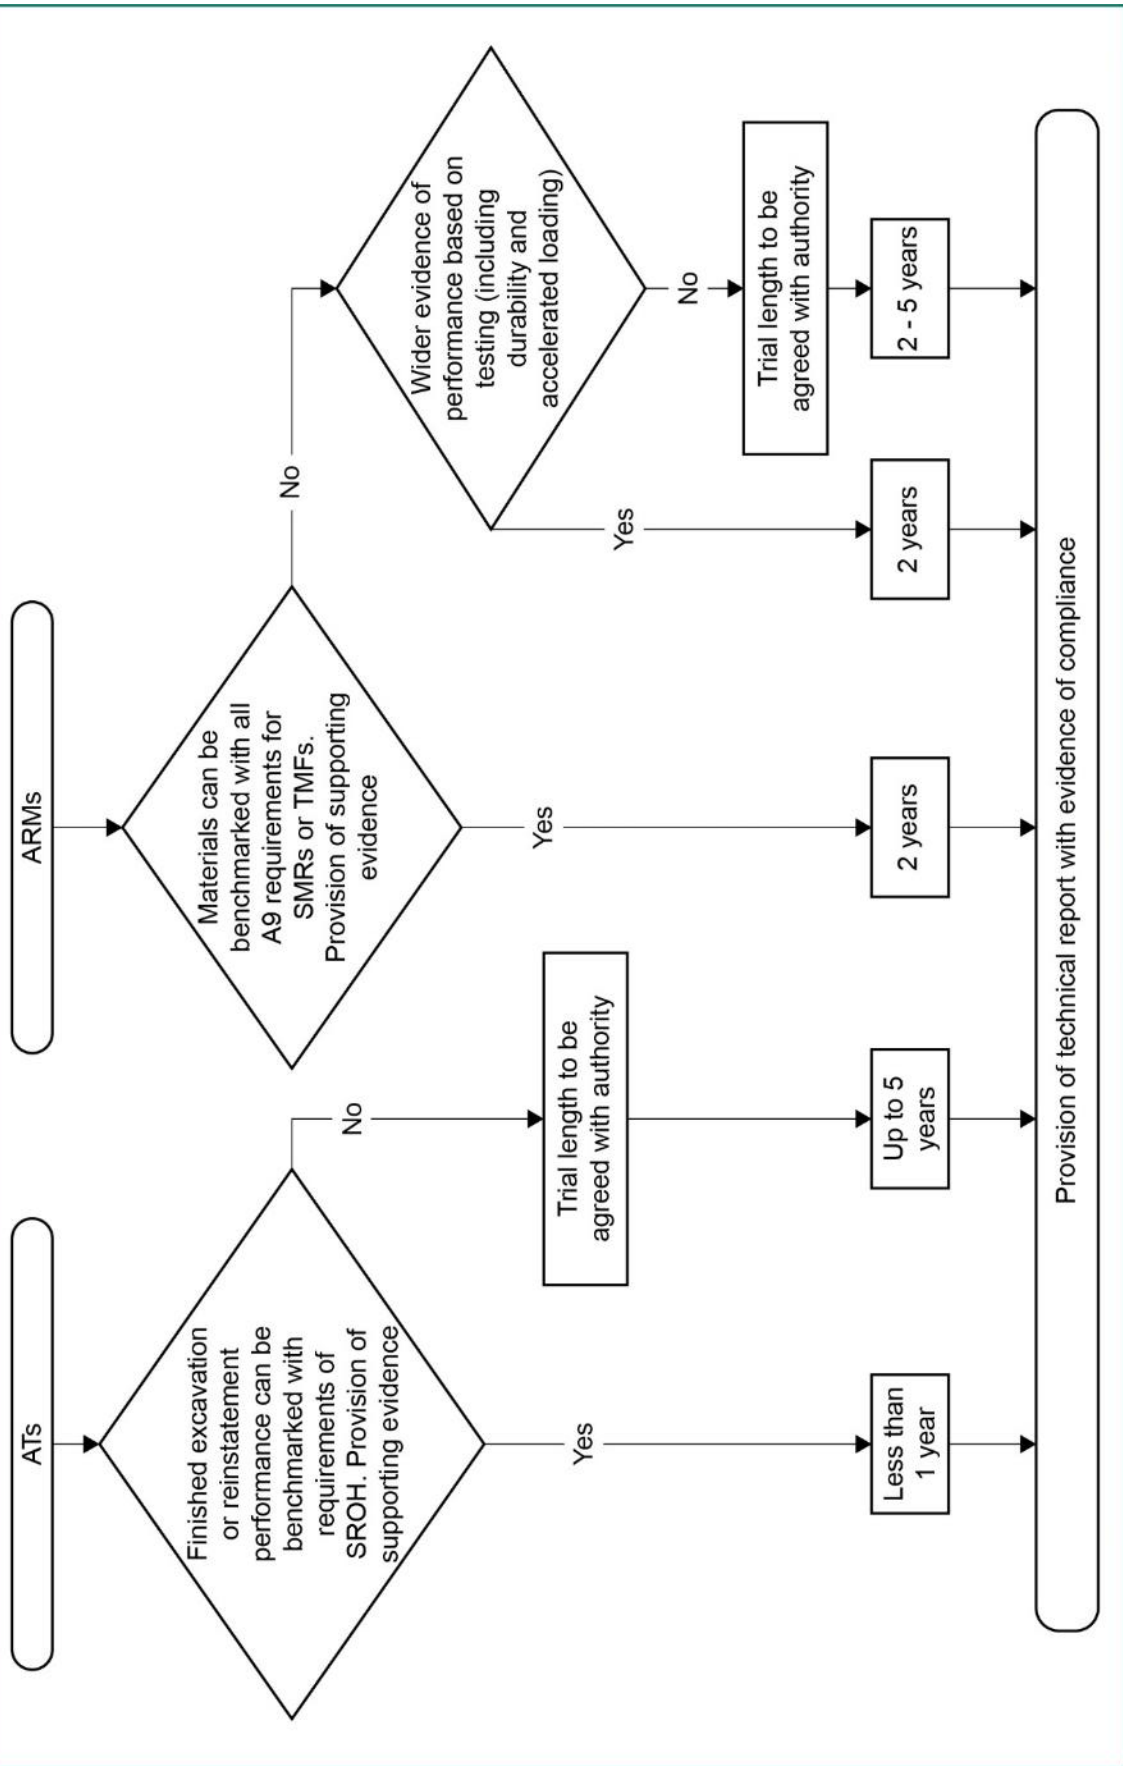 ATs
Finished excavation
or reinstatement
performance can be
benchmarked with
requirements of
SROH. Provision of
supporting evidence
Yes
Less than
1 year
No
Trial length to be
agreed with authority
Up to 5
years
ARMs
Materials can be
benchmarked with all
A9 requirements for
SMRs or TMFs.
Provision of supporting
evidence
Yes
2 years
No
Wider evidence of
performance based on
testing (including
durability and
accelerated loading)
Yes
2 years
No
Trial length to be
agreed with authority
2 - 5 years
Provision of technical report with evidence of compliance